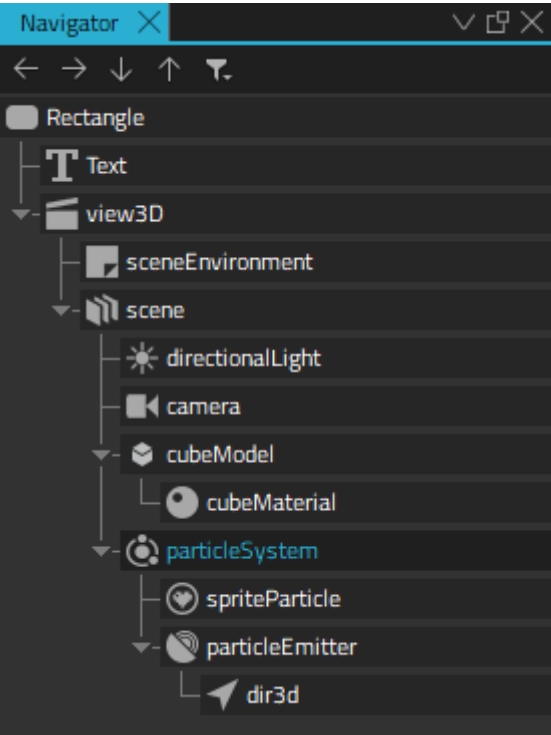 Navigator
Rectangle
Text
view3D
sceneEnvironment
scene
directionalLight
camera
cubeModel
cubeMaterial
particleSystem
spriteParticle
particleEmitter
dir3d